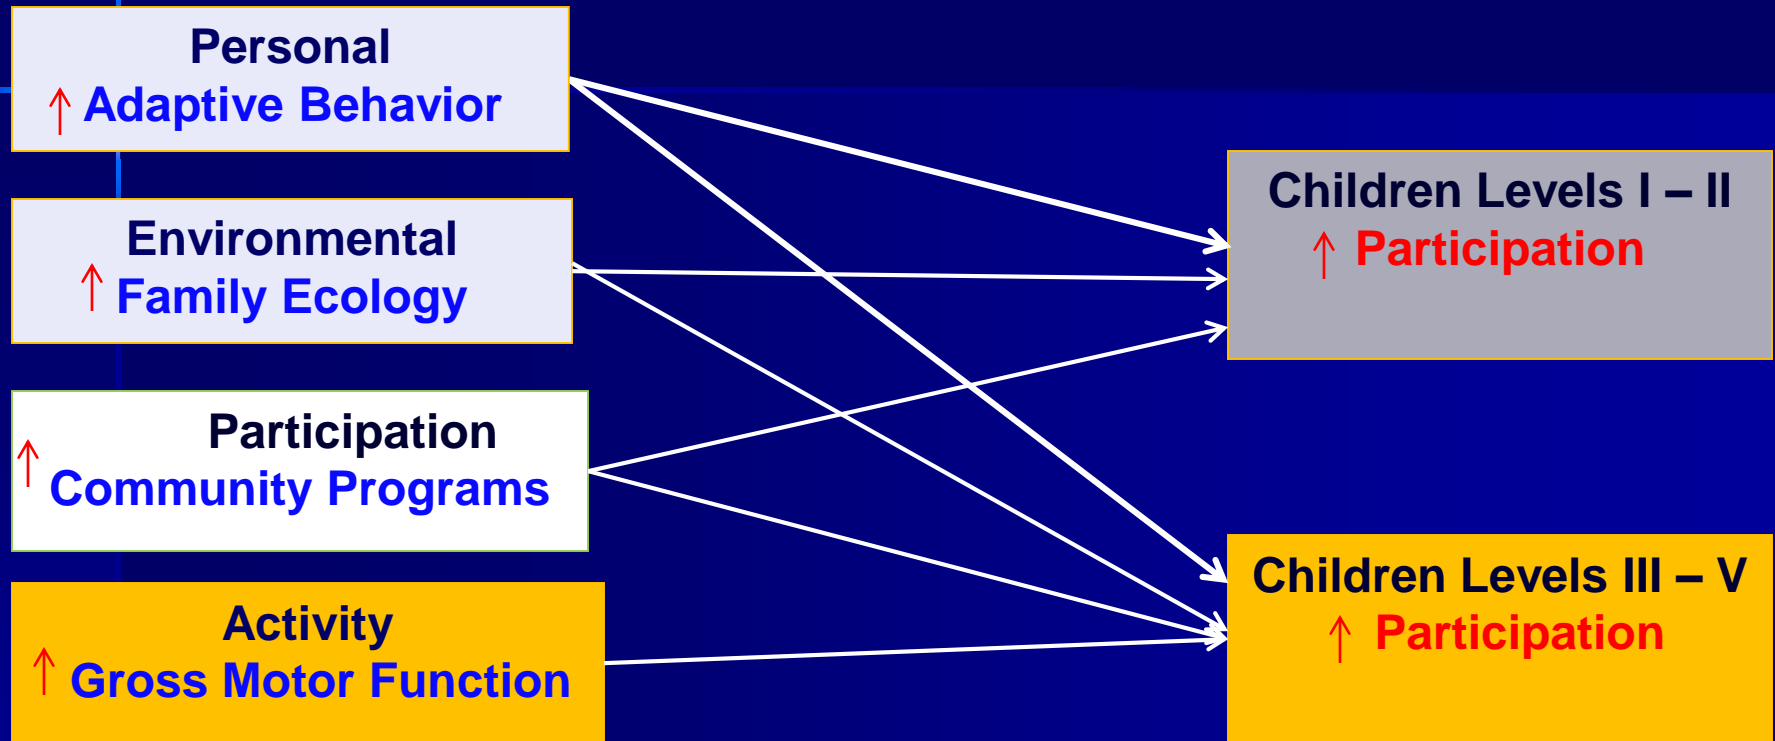 Personal
↑ Adaptive Behavior
Environmental
↑ Family Ecology
Participation
↑ Community Programs
Activity
↑ Gross Motor Function
Children Levels I – II
↑ Participation
Children Levels III – V
↑ Participation